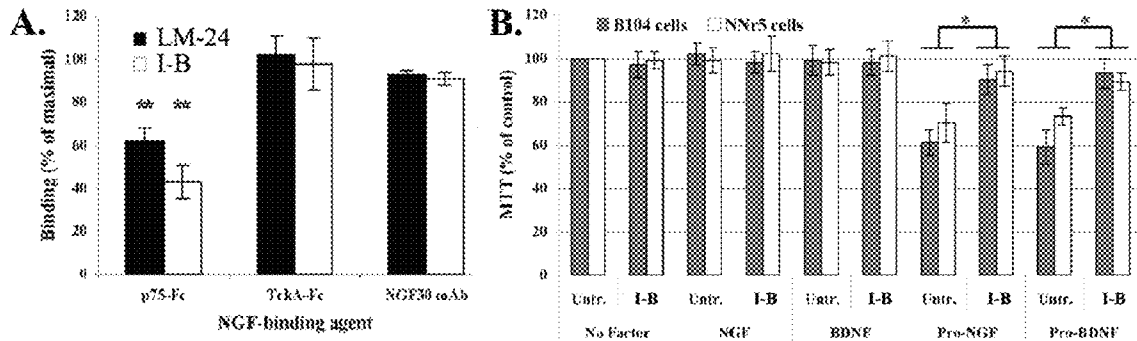 A.
LM-24
I-B
120
100
80
60
40
20
0
Binding (% of maximal)
** **
p75-Fc TrkA-Fc NGF30 mAb
NGF-binding agent
B.
B104 cells NNr5 cells
* *
120
100
80
60
40
20
0
MTT (% of control)
Untr. I-B Untr. I-B Untr. I-B Untr. I-B Untr. I-B
No Factor NGF BDNF Pro-NGF Pro-BDNF